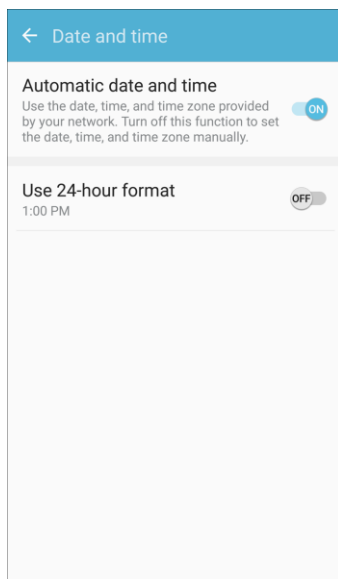 Date and time
Automatic date and time
Use the date, time, and time zone provided
by your network. Turn off this function to set
the date, time, and time zone manually.
ON
Use 24-hour format
1:00 PM
OFF